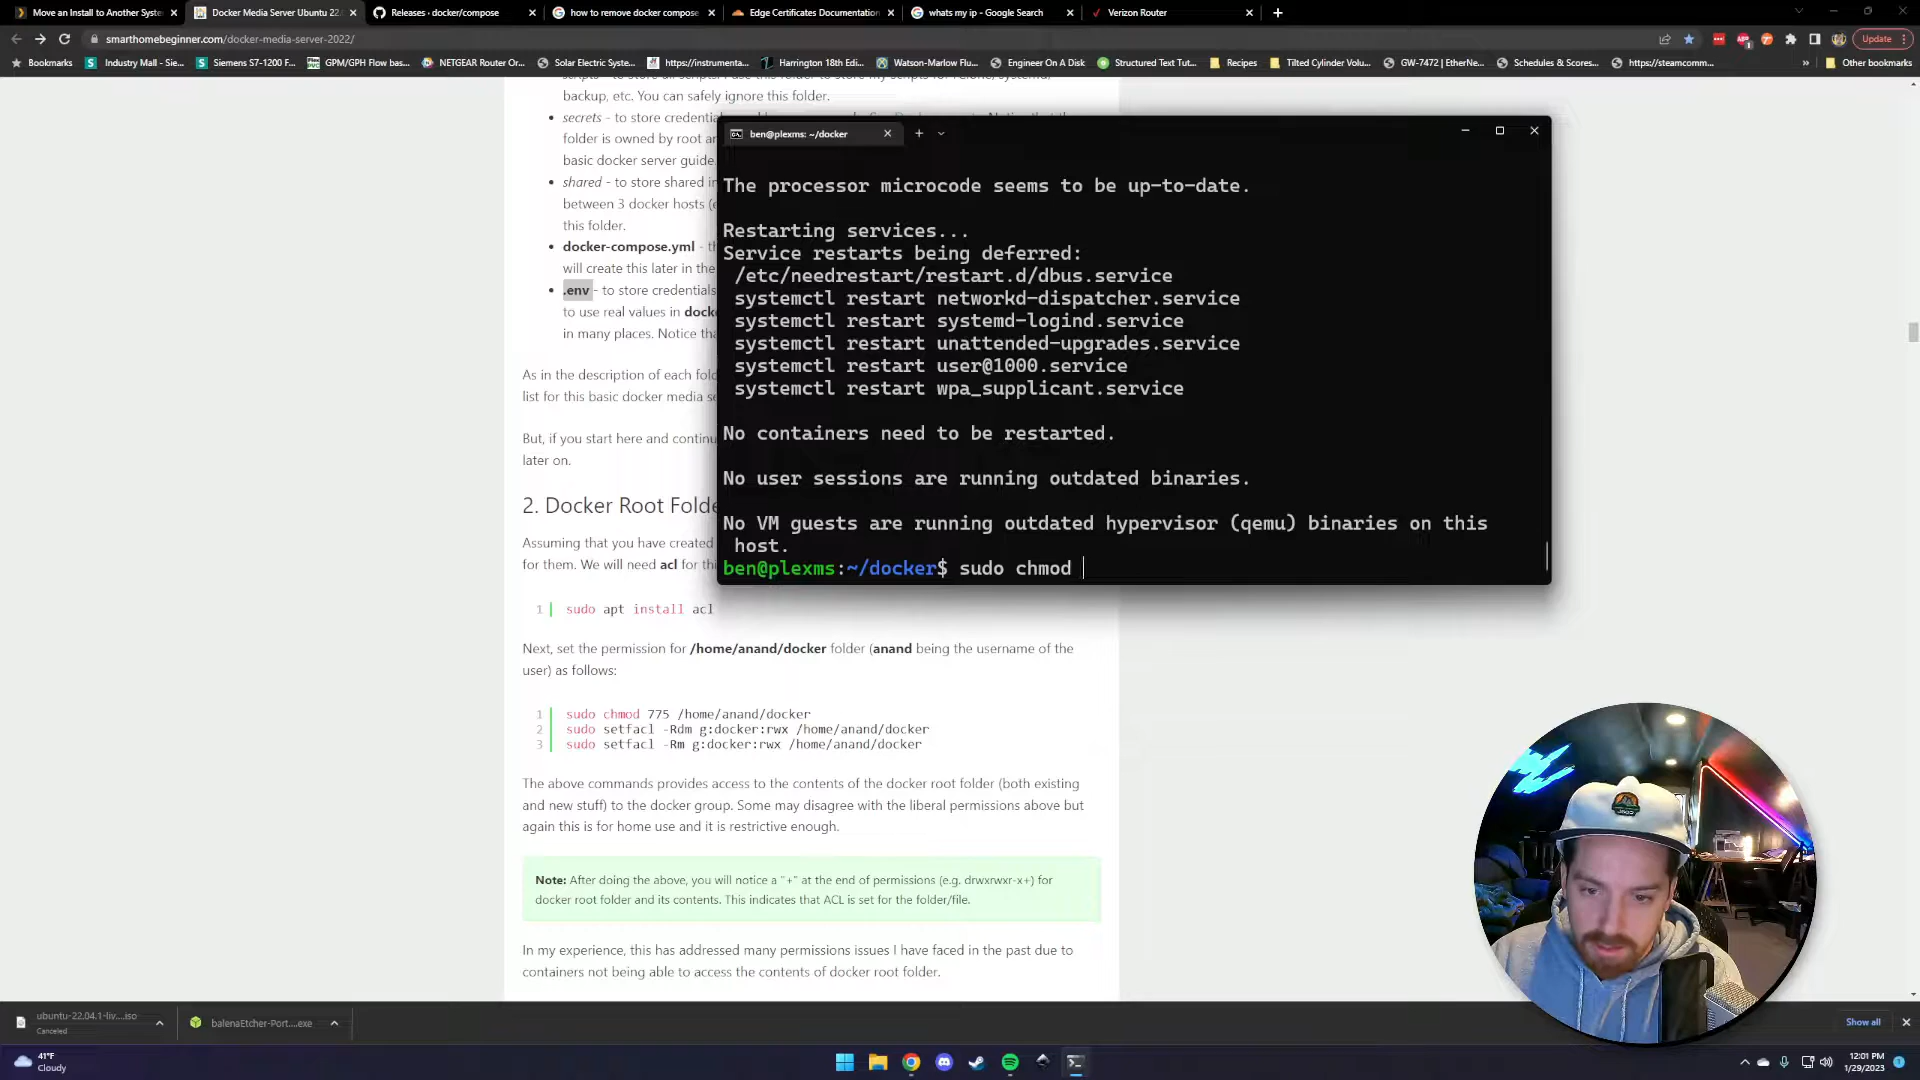 Move an Install to Another Syste
Docker Media Server Ubuntu 22.
Releases · docker/compose
how to remove docker compose
Edge Certificates Documentation
whats my ip - Google Search
Verizon Router
smarthomebeginner.com/docker-media-server-2022/
Update
Bookmarks
Industry Mall - Sie...
Siemens S7-1200 F...
GPM/GPH Flow bas...
NETGEAR Router Or...
Solar Electric Syste...
https://instrumenta...
Harrington 18th Edi...
Watson-Marlow Flu...
Engineer On A Disk
Structured Text Tut...
Recipes
Tilted Cylinder Volu...
GW-7472 | EtherNe...
Schedules & Scores...
https://steamcomm...
Other bookmarks
backup, etc. You can safely ignore this folder.
secrets - to store credentia
folder is owned by root an
basic docker server guide.
shared - to store shared in
between 3 docker hosts (e
this folder.
docker-compose.yml - th
will create this later in the
.env - to store credentials
to use real values in docke
in many places. Notice tha
As in the description of each fold
list for this basic docker media se
But, if you start here and continu
later on.
2. Docker Root Folde
Assuming that you have created
for them. We will need acl for thi
1 sudo apt install acl
Next, set the permission for /home/anand/docker folder (anand being the username of the
user) as follows:
1 sudo chmod 775 /home/anand/docker
2 sudo setfacl -Rdm g:docker:rwx /home/anand/docker
3 sudo setfacl -Rm g:docker:rwx /home/anand/docker
The above commands provides access to the contents of the docker root folder (both existing
and new stuff) to the docker group. Some may disagree with the liberal permissions above but
again this is for home use and it is restrictive enough.
Note: After doing the above, you will notice a "+" at the end of permissions (e.g. drwxrwxr-x+) for
docker root folder and its contents. This indicates that ACL is set for the folder/file.
In my experience, this has addressed many permissions issues I have faced in the past due to
containers not being able to access the contents of docker root folder.
ben@plexms: ~/docker
The processor microcode seems to be up-to-date.
Restarting services...
Service restarts being deferred:
/etc/needrestart/restart.d/dbus.service
systemctl restart networkd-dispatcher.service
systemctl restart systemd-logind.service
systemctl restart unattended-upgrades.service
systemctl restart user@1000.service
systemctl restart wpa_supplicant.service
No containers need to be restarted.
No user sessions are running outdated binaries.
No VM guests are running outdated hypervisor (qemu) binaries on this
host.
ben@plexms:~/docker$ sudo chmod
ubuntu-22.04.1-liv....iso
Canceled
balenaEtcher-Port....exe
Show all
41°F
Cloudy
12:01 PM
1/29/2023